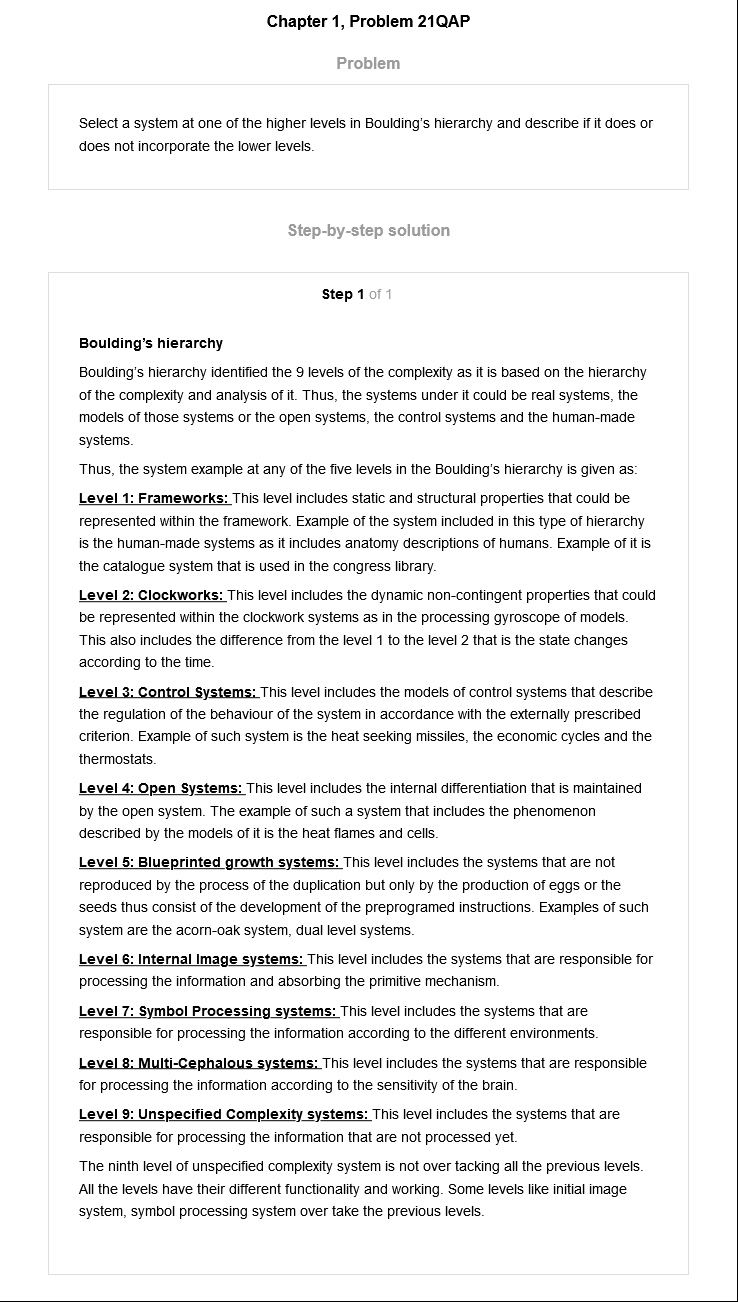 Chapter 1, Problem 21QAP
Problem
Select a system at one of the higher levels in Boulding's hierarchy and describe if it does or
does not incorporate the lower levels.
Step-by-step solution
Step 1 of 1
Boulding's hierarchy
Boulding's hierarchy identified the 9 levels of the complexity as it is based on the hierarchy
of the complexity and analysis of it. Thus, the systems under it could be real systems, the
models of those systems or the open systems, the control systems and the human-made
systems.
Thus, the system example at any of the five levels in the Boulding's hierarchy is given as:
Level 1: Frameworks: This level includes static and structural properties that could be
represented within the framework. Example of the system included in this type of hierarchy
is the human-made systems as it includes anatomy descriptions of humans. Example of it is
the catalogue system that is used in the congress library.
Level 2: Clockworks: This level includes the dynamic non-contingent properties that could
be represented within the clockwork systems as in the processing gyroscope of models.
This also includes the difference from the level 1 to the level 2 that is the state changes
according to the time.
Level 3: Control Systems: This level includes the models of control systems that describe
the regulation of the behaviour of the system in accordance with the externally prescribed
criterion. Example of such system is the heat seeking missiles, the economic cycles and the
thermostats.
Level 4: Open Systems: This level includes the internal differentiation that is maintained
by the open system. The example of such a system that includes the phenomenon
described by the models of it is the heat flames and cells.
Level 5: Blueprinted growth systems: This level includes the systems that are not
reproduced by the process of the duplication but only by the production of eggs or the
seeds thus consist of the development of the preprogramed instructions. Examples of such
system are the acorn-oak system, dual level systems.
Level 6: Internal Image systems: This level includes the systems that are responsible for
processing the information and absorbing the primitive mechanism.
Level 7: Symbol Processing systems: This level includes the systems that are
responsible for processing the information according to the different environments.
Level 8: Multi-Cephalous systems: This level includes the systems that are responsible
for processing the information according to the sensitivity of the brain.
Level 9: Unspecified Complexity systems: This level includes the systems that are
responsible for processing the information that are not processed yet.
The ninth level of unspecified complexity system is not over tacking all the previous levels.
All the levels have their different functionality and working. Some levels like initial image
system, symbol processing system over take the previous levels.